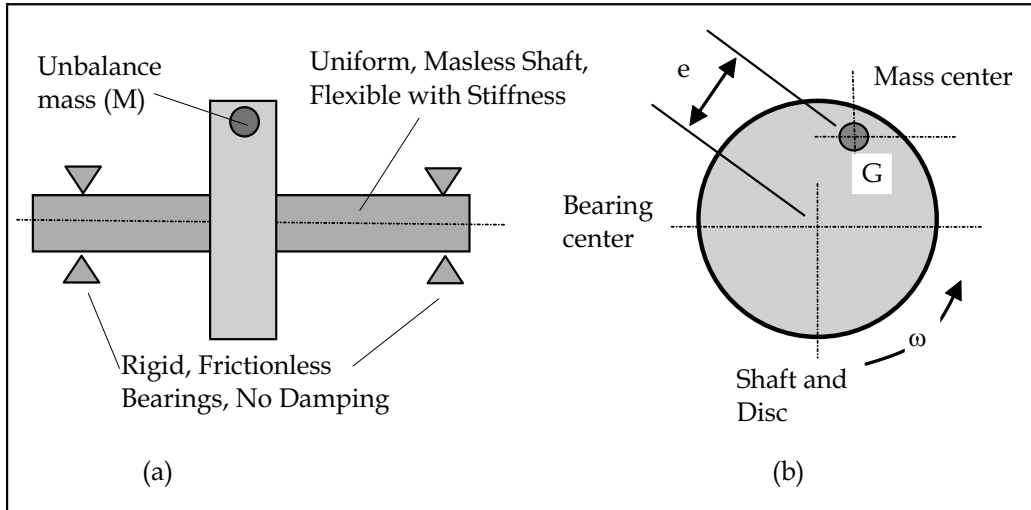 Unbalance
mass (M)
Uniform, Masless Shaft,
Flexible with Stiffness
Rigid, Frictionless
Bearings, No Damping
(a)
e
Mass center
G
Bearing
center
ω
Shaft and
Disc
(b)